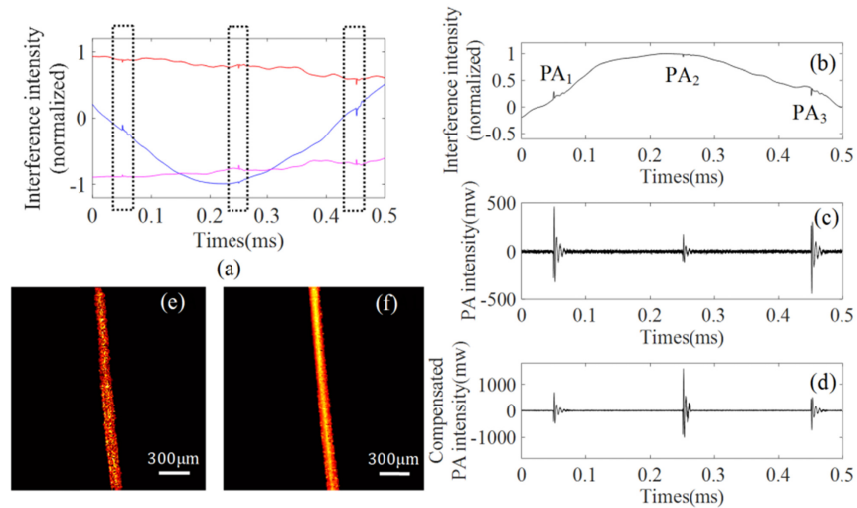 Interference intensity
(normalized)
1
0
-1
0
0.1
0.2
0.3
0.4
0.5
Times(ms)
(a)
Interference intensity
(normalized)
1
0.5
0
-0.5
PA1
PA2
PA3
(b)
0
0.1
0.2
0.3
0.4
0.5
Times(ms)
PA intensity(mw)
500
0
-500
(c)
0
0.1
0.2
0.3
0.4
0.5
Times(ms)
Compensated
PA intensity(mw)
1000
0
-1000
(d)
0
0.1
0.2
0.3
0.4
0.5
Times(ms)
(e)
300μm
(f)
300μm